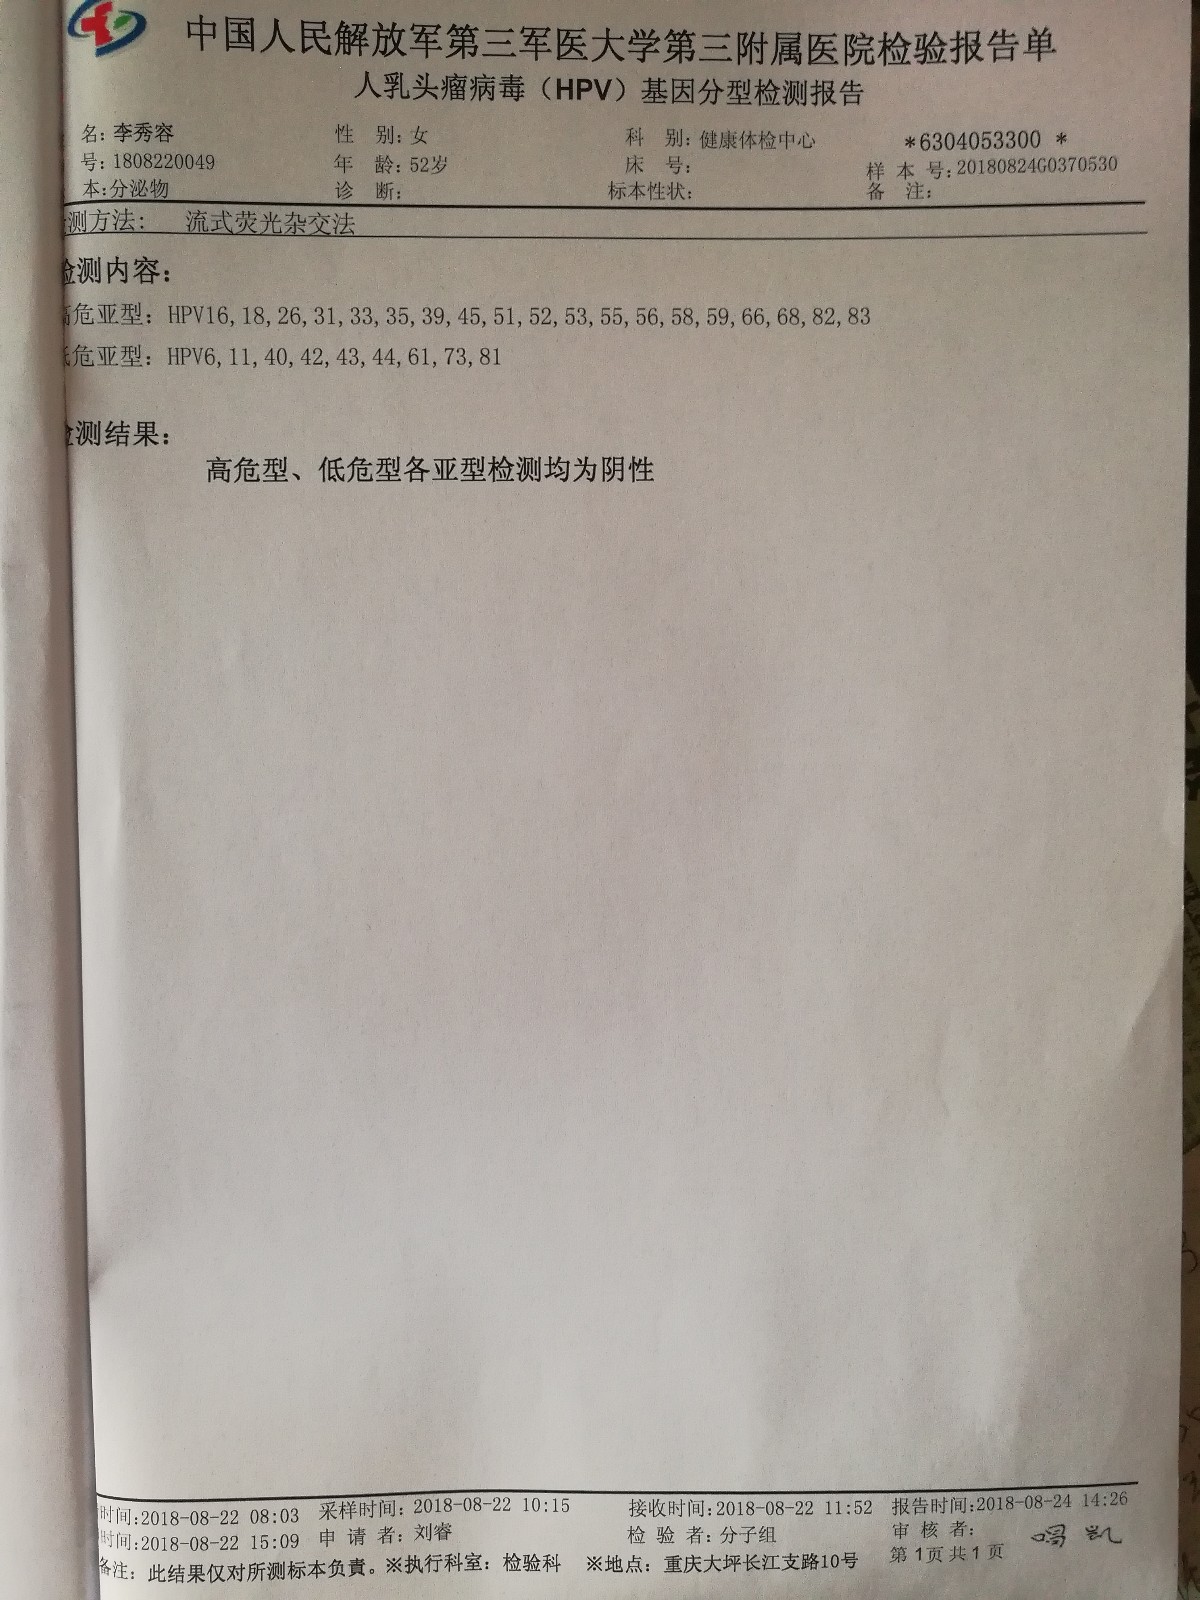 中国人民解放军第三军医大学第三附属医院检验报告单
人乳头瘤病毒（HPV）基因分型检测报告
名：李秀容 性 别：女 科 别：健康体检中心 *6304053300 *
号：1808220049 年 龄：52岁 床 号： 样 本 号：20180824G0370530
本：分泌物 诊 断： 标本性状： 备 注：
测方法： 流式荧光杂交法
检测内容：
高危亚型：HPV16,18,26,31,33,35,39,45,51,52,53,55,56,58,59,66,68,82,83
低危亚型：HPV6,11,40,42,43,44,61,73,81
检测结果：
高危型、低危型各亚型检测均为阴性
时间：2018-08-22 08:03 采样时间：2018-08-22 10:15 接收时间：2018-08-22 11:52 报告时间：2018-08-24 14:26
时间：2018-08-22 15:09 申 请 者：刘睿 检 验 者：分子组 审 核 者：
备注：此结果仅对所测标本负责。※执行科室：检验科 ※地点：重庆大坪长江支路10号 第 1页 共 1 页